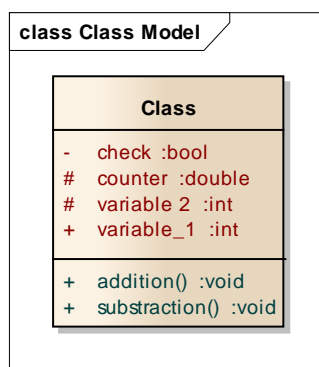 class Class Model
Class
- check :bool
# counter :double
# variable 2 :int
+ variable_1 :int
+ addition() :void
+ substraction() :void